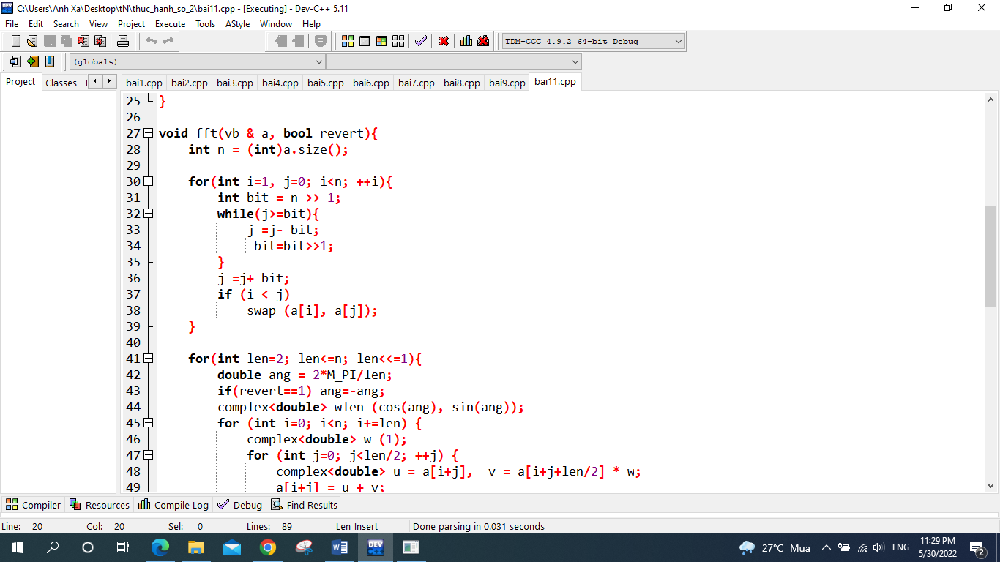 C:\Users\Anh Xa\Desktop\tN\thuc_hanh_so_2\bai11.cpp - [Executing] - Dev-C++ 5.11
File Edit Search View Project Execute Tools AStyle Window Help
TDM-GCC 4.9.2 64-bit Debug
(globals)
Project Classes bai1.cpp bai2.cpp bai3.cpp bai4.cpp bai5.cpp bai6.cpp bai7.cpp bai8.cpp bai9.cpp bai11.cpp
25 }
26
27 void fft(vb & a, bool revert){
28 int n = (int)a.size();
29
30 for(int i=1, j=0; i<n; ++i){
31 int bit = n >> 1;
32 while(j>=bit){
33 j =j- bit;
34 bit=bit>>1;
35 }
36 j =j+ bit;
37 if (i < j)
38 swap (a[i], a[j]);
39 }
40
41 for(int len=2; len<=n; len<<=1){
42 double ang = 2*M_PI/len;
43 if(revert==1) ang=-ang;
44 complex<double> wlen (cos(ang), sin(ang));
45 for (int i=0; i<n; i+=len) {
46 complex<double> w (1);
47 for (int j=0; j<len/2; ++j) {
48 complex<double> u = a[i+j], v = a[i+j+len/2] * w;
49 a[i+j] = u + v;
Compiler Resources Compile Log Debug Find Results
Line: 20 Col: 20 Sel: 0 Lines: 89 Len Insert Done parsing in 0.031 seconds
DEV
27°C Mưa ENG 11:29 PM
5/30/2022 2